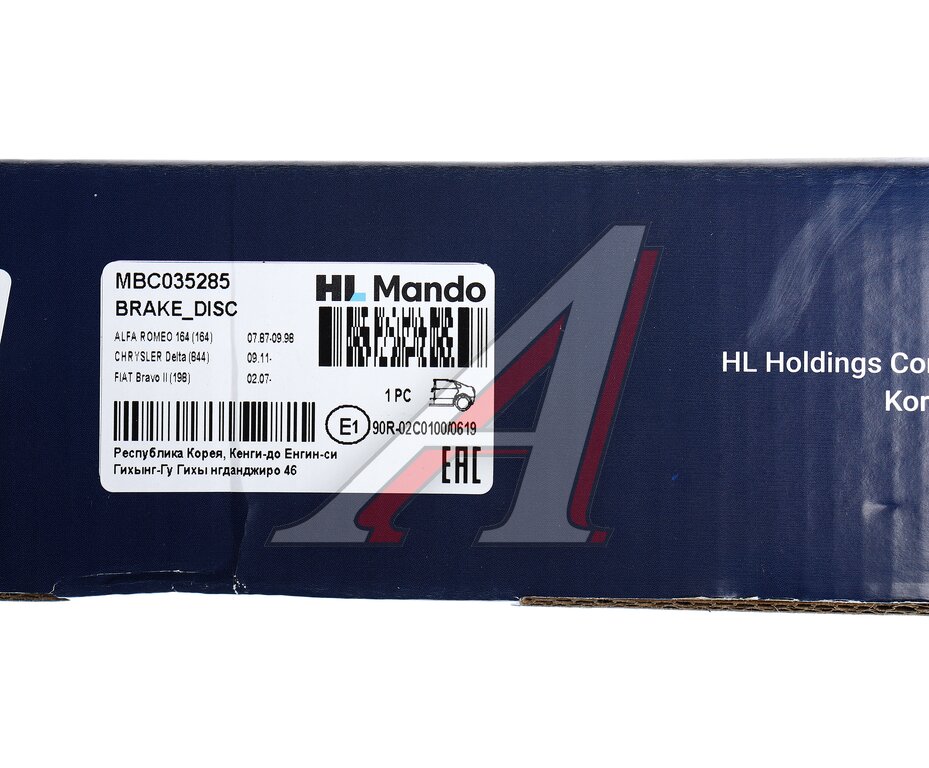 MBC035285
HL Mando
BRAKE_DISC
ALFA ROMEO 164 (164) 07.87-09.98
CHRYSLER Delta (844) 09.11-
FIAT Bravo II (198) 02.07-
1 PC
E1 90R-02C0100/0619
Республика Корея, Кенги-до Енгин-си
Гихынг-Гу Гихы нгданджиро 46
EAC
HL Holdings